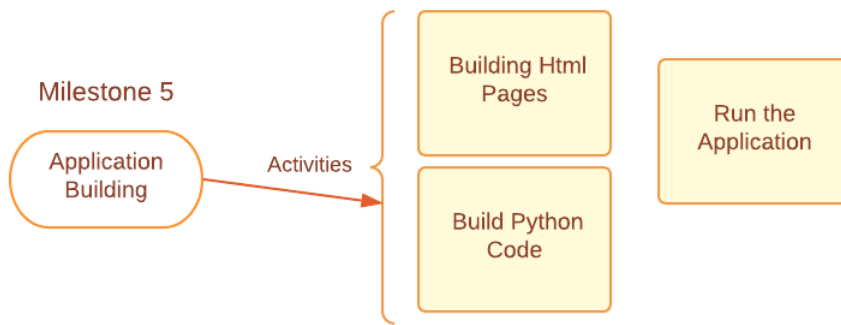 Milestone 5
Application
Building
Activities
Building Html
Pages
Build Python
Code
Run the
Application